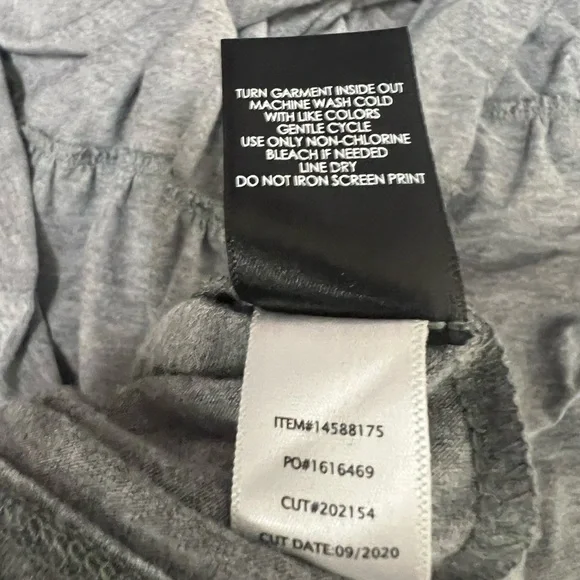 TURN GARMENT INSIDE OUT
MACHINE WASH COLD
WITH LIKE COLORS
GENTLE CYCLE
USE ONLY NON-CHLORINE
BLEACH IF NEEDED
LINE DRY
DO NOT IRON SCREEN PRINT
ITEM#14588175
PO#1616469
CUT#202154
CUT DATE:09/2020